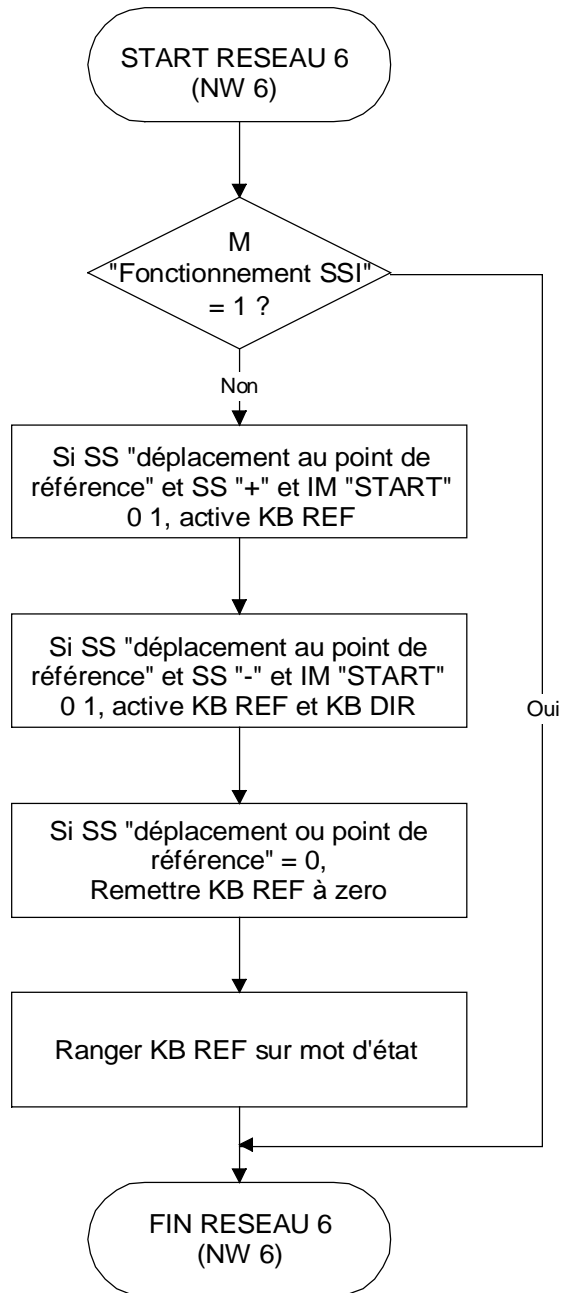 START RESEAU 6
(NW 6)
M
"Fonctionnement SSI"
= 1 ?
Non
Si SS "déplacement au point de
référence" et SS "+" et IM "START"
0 1, active KB REF
Si SS "déplacement au point de
référence" et SS "-" et IM "START"
0 1, active KB REF et KB DIR
Oui
Si SS "déplacement ou point de
référence" = 0,
Remettre KB REF à zero
Ranger KB REF sur mot d'état
FIN RESEAU 6
(NW 6)